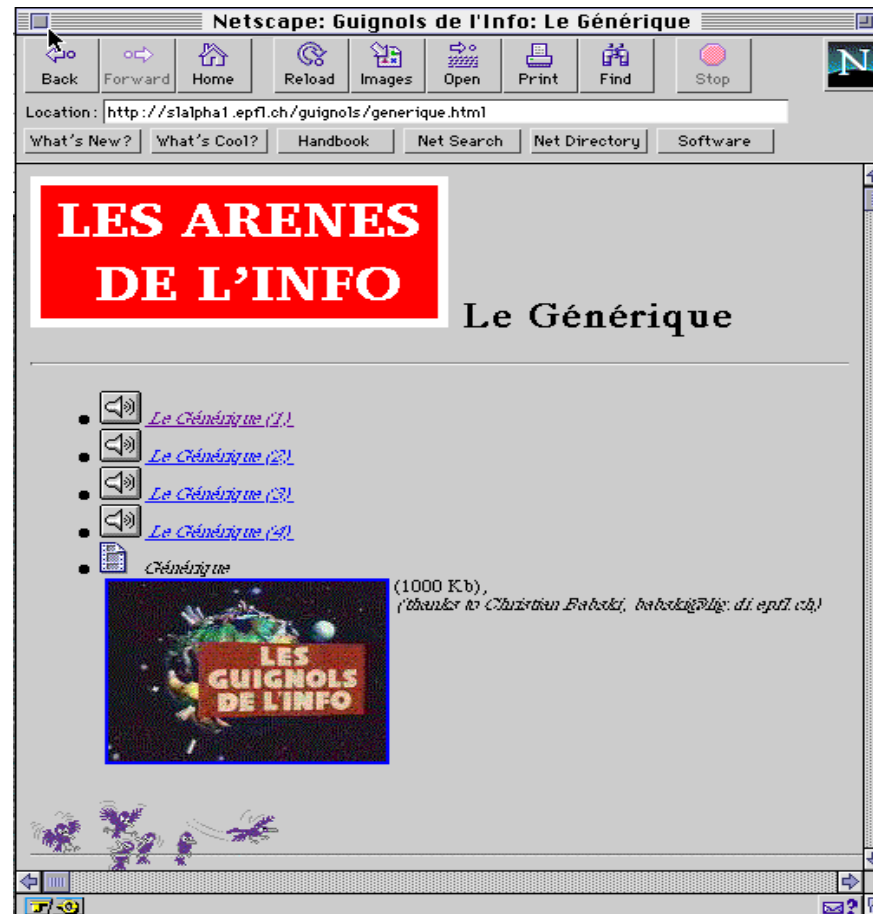 Netscape: Guignols de l'Info: Le Générique
Back Forward Home Reload Images Open Print Find Stop
N
Location: http://slalpha1.epfl.ch/guignols/generique.html
What's New? What's Cool? Handbook Net Search Net Directory Software
LES ARENES
DE L'INFO
Le Générique
Le Générique (1)
Le Générique (2)
Le Générique (3)
Le Générique (4)
Générique
(1000 Kb),
(thanks to Christian Babski, babski@lig.di.epfl.ch)
LES
GUIGNOLS
DE L'INFO